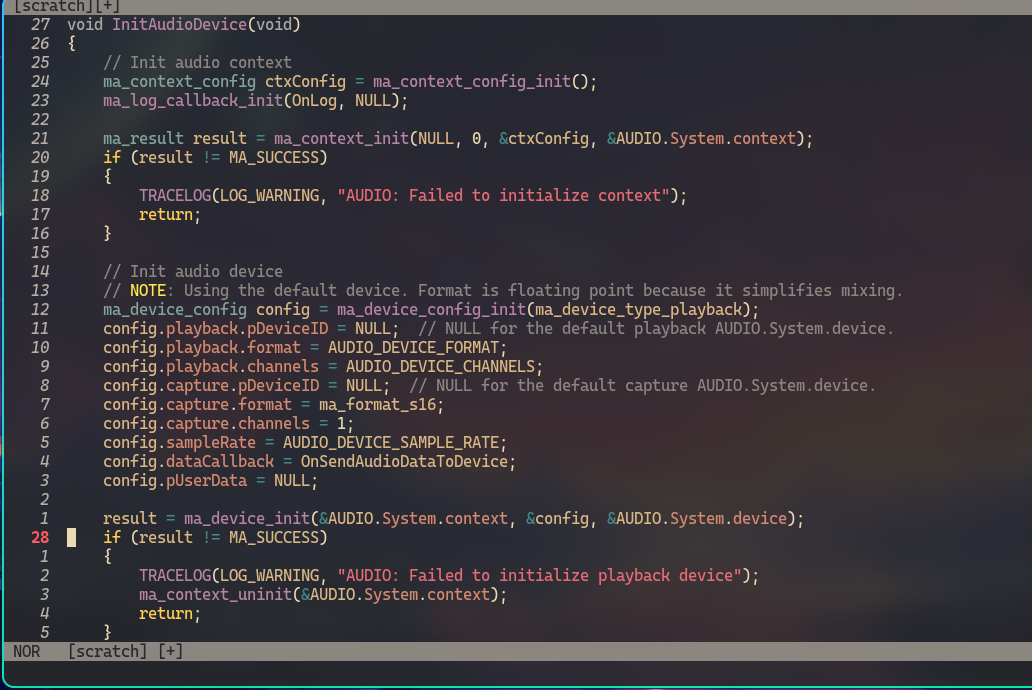 [scratch][+]
27 void InitAudioDevice(void)
26 {
25 // Init audio context
24 ma_context_config ctxConfig = ma_context_config_init();
23 ma_log_callback_init(OnLog, NULL);
22
21 ma_result result = ma_context_init(NULL, 0, &ctxConfig, &AUDIO.System.context);
20 if (result != MA_SUCCESS)
19 {
18 TRACELOG(LOG_WARNING, "AUDIO: Failed to initialize context");
17 return;
16 }
15
14 // Init audio device
13 // NOTE: Using the default device. Format is floating point because it simplifies mixing.
12 ma_device_config config = ma_device_config_init(ma_device_type_playback);
11 config.playback.pDeviceID = NULL; // NULL for the default playback AUDIO.System.device.
10 config.playback.format = AUDIO_DEVICE_FORMAT;
9 config.playback.channels = AUDIO_DEVICE_CHANNELS;
8 config.capture.pDeviceID = NULL; // NULL for the default capture AUDIO.System.device.
7 config.capture.format = ma_format_s16;
6 config.capture.channels = 1;
5 config.sampleRate = AUDIO_DEVICE_SAMPLE_RATE;
4 config.dataCallback = OnSendAudioDataToDevice;
3 config.pUserData = NULL;
2
1 result = ma_device_init(&AUDIO.System.context, &config, &AUDIO.System.device);
28 if (result != MA_SUCCESS)
1 {
2 TRACELOG(LOG_WARNING, "AUDIO: Failed to initialize playback device");
3 ma_context_uninit(&AUDIO.System.context);
4 return;
5 }
NOR [scratch] [+]